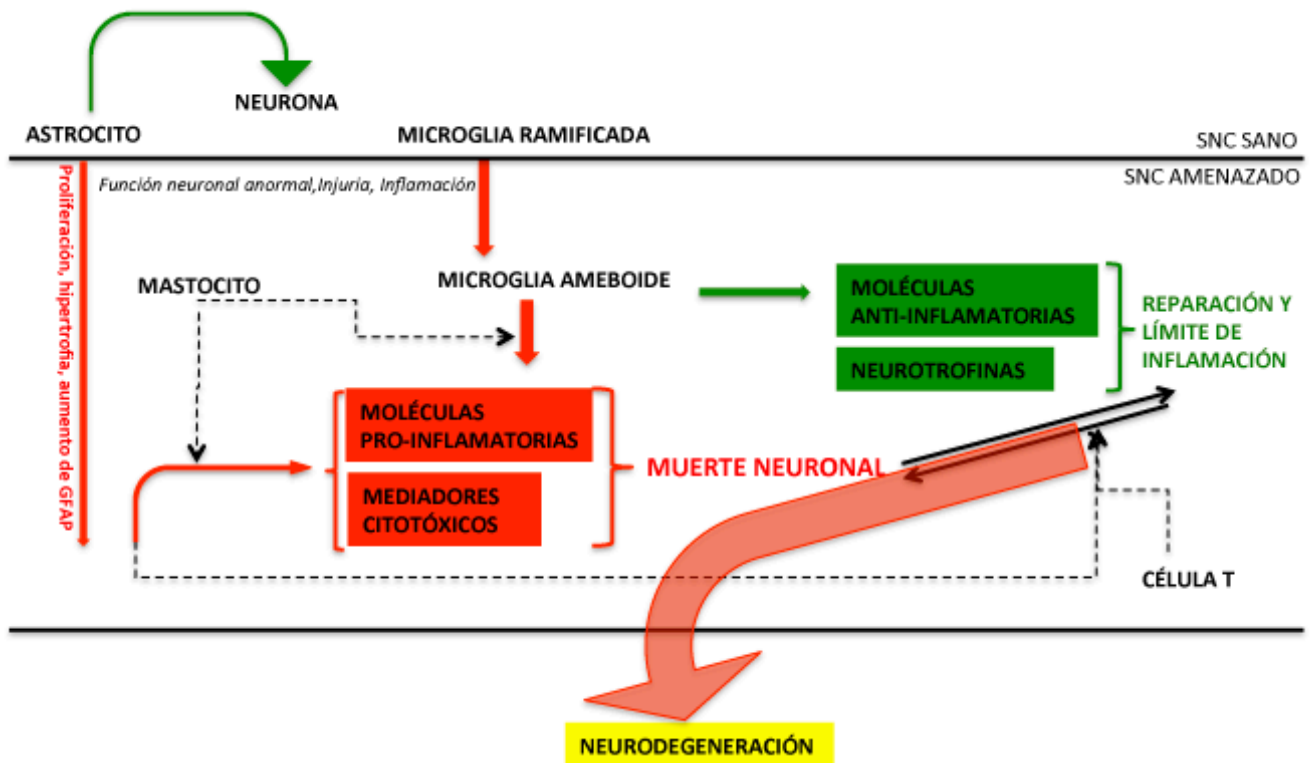 NEURONA
ASTROCITO
MICROGLIA RAMIFICADA
SNC SANO
SNC AMENAZADO
Proliferación, hipertrofia, aumento de GFAP
Función neuronal anormal,Injuria, Inflamación
MASTOCITO
MICROGLIA AMEBOIDE
MOLÉCULAS
ANTI-INFLAMATORIAS
NEUROTROFINAS
REPARACIÓN Y
LÍMITE DE
INFLAMACIÓN
MOLÉCULAS
PRO-INFLAMATORIAS
MEDIADORES
CITOTÓXICOS
MUERTE NEURONAL
CÉLULA T
NEURODEGENERACIÓN